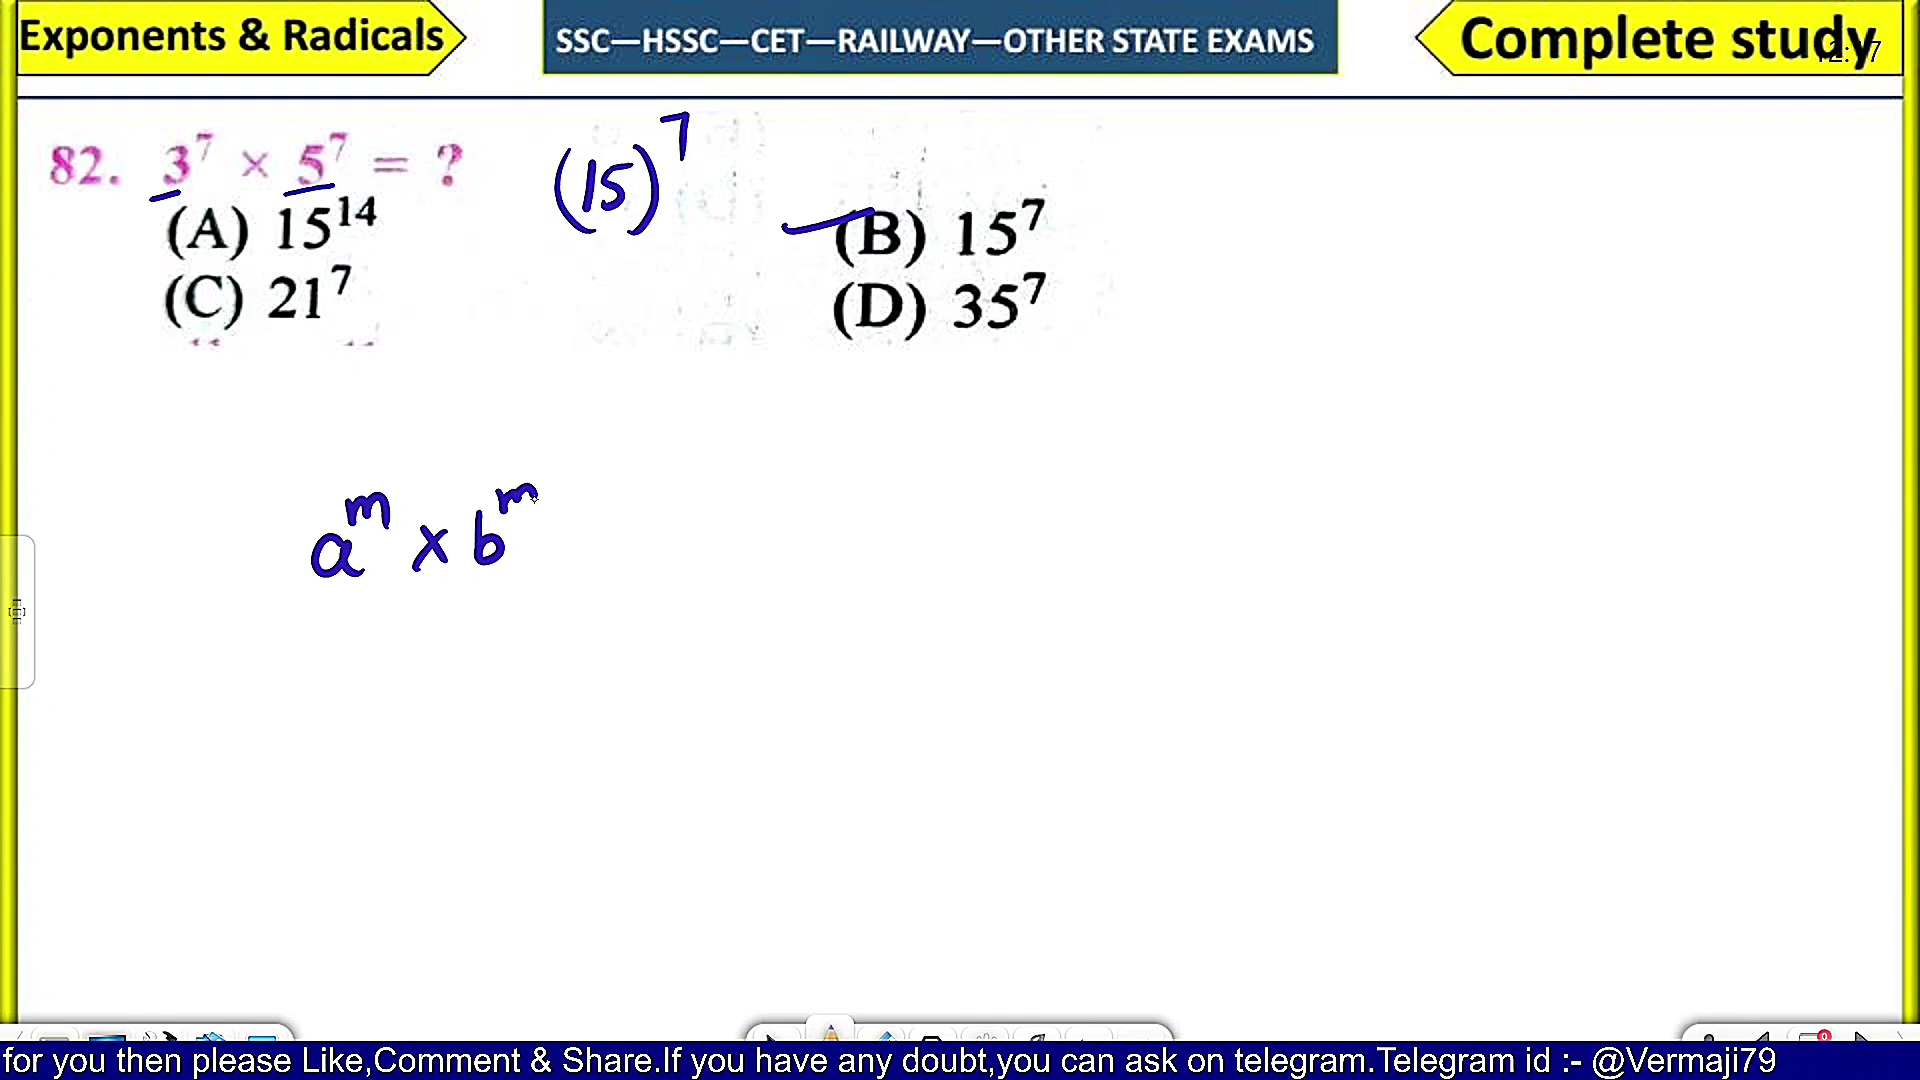 Exponents & Radicals
SSC—HSSC—CET—RAILWAY—OTHER STATE EXAMS
Complete study
82. 3⁷ × 5⁷ = ?
(15)⁷
(A) 15¹⁴
(B) 15⁷
(C) 21⁷
(D) 35⁷
aᵐ × bᵐ
for you then please Like,Comment & Share.If you have any doubt,you can ask on telegram.Telegram id :- @Vermaji79